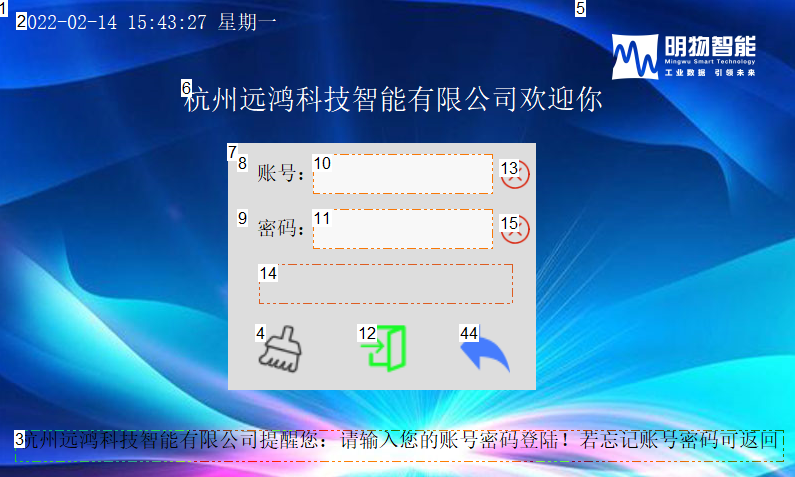 1
5
2
2022-02-14 15:43:27 星期一
明物智能
Mingwu Smart Technology
工业数据 引领未来
6
杭州远鸿科技智能有限公司欢迎你
7
8 账号： 10 13
9 密码： 11 15
14
4 12 44
3
杭州远鸿科技智能有限公司提醒您：请输入您的账号密码登陆！若忘记账号密码可返回